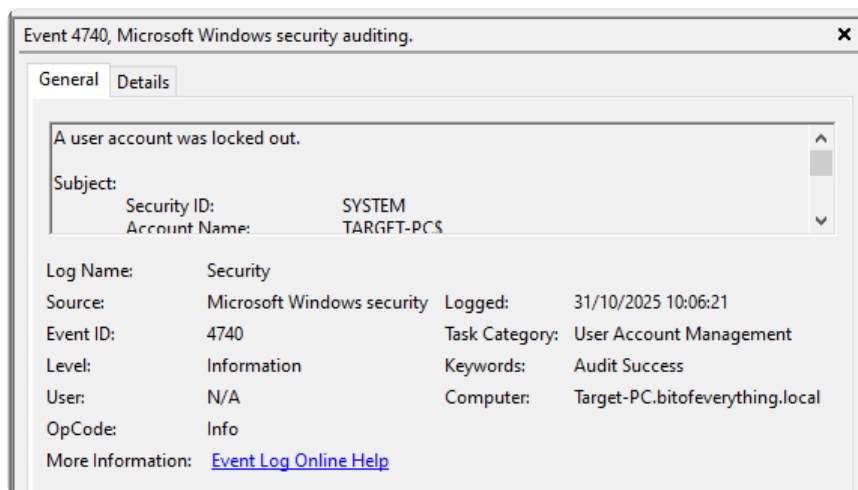 Event 4740, Microsoft Windows security auditing.
General Details
A user account was locked out.
Subject:
Security ID: SYSTEM
Account Name: TARGET-PC$
Log Name: Security
Source: Microsoft Windows security Logged: 31/10/2025 10:06:21
Event ID: 4740 Task Category: User Account Management
Level: Information Keywords: Audit Success
User: N/A Computer: Target-PC.bitofeverything.local
OpCode: Info
More Information: Event Log Online Help